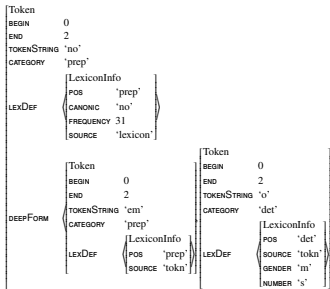 Token
BEGIN 0
END 2
TOKENSTRING ‘no’
CATEGORY ‘prep’
LEXDEF
LexiconInfo
POS ‘prep’
CANONIC ‘no’
FREQUENCY 31
SOURCE ‘lexicon’
DEEPFORM
Token
BEGIN 0
END 2
TOKENSTRING ‘em’
CATEGORY ‘prep’
LEXDEF
LexiconInfo
POS ‘prep’
SOURCE ‘tokn’
Token
BEGIN 0
END 2
TOKENSTRING ‘o’
CATEGORY ‘det’
LEXDEF
LexiconInfo
POS ‘det’
SOURCE ‘tokn’
GENDER ‘m’
NUMBER ‘s’